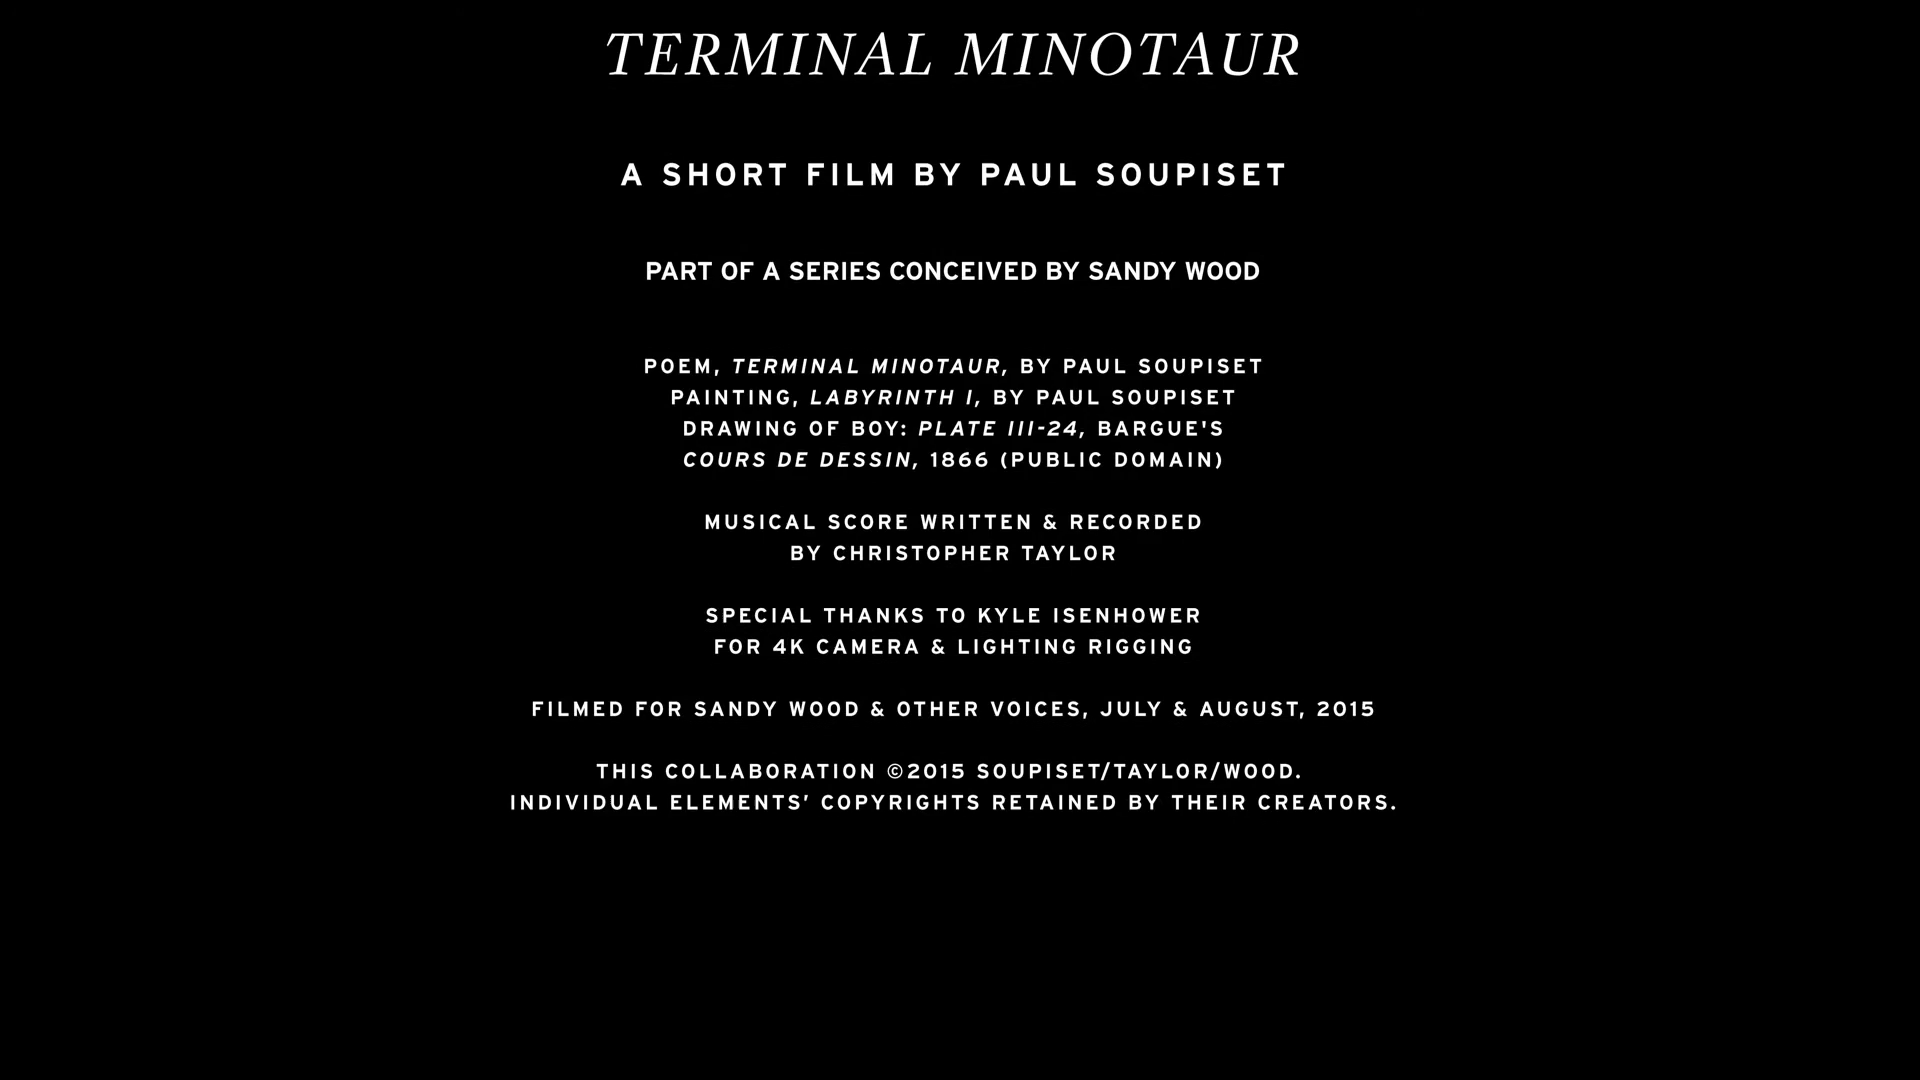 TERMINAL MINOTAUR
A SHORT FILM BY PAUL SOUPISET
PART OF A SERIES CONCEIVED BY SANDY WOOD
POEM, TERMINAL MINOTAUR, BY PAUL SOUPISET
PAINTING, LABYRINTH I, BY PAUL SOUPISET
DRAWING OF BOY: PLATE III-24, BARGUE'S
COURS DE DESSIN, 1866 (PUBLIC DOMAIN)
MUSICAL SCORE WRITTEN & RECORDED
BY CHRISTOPHER TAYLOR
SPECIAL THANKS TO KYLE ISENHOWER
FOR 4K CAMERA & LIGHTING RIGGING
FILMED FOR SANDY WOOD & OTHER VOICES, JULY & AUGUST, 2015
THIS COLLABORATION ©2015 SOUPISET/TAYLOR/WOOD.
INDIVIDUAL ELEMENTS’ COPYRIGHTS RETAINED BY THEIR CREATORS.